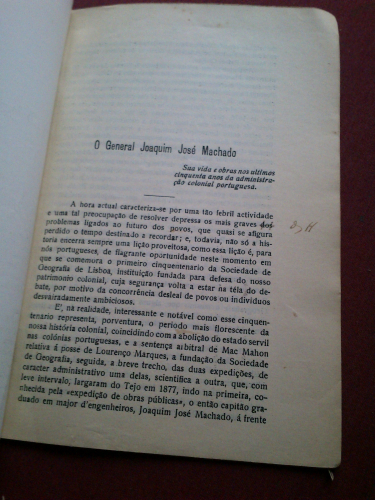 O General Joaquim José Machado
Sua vida e obras nos ultimos
cinquenta anos da administra-
ção colonial portuguesa.
A hora actual caracteriza-se por uma tão febril actividade
e uma tal preocupação de resolver depressa os mais graves dos
problemas ligados ao futuro dos povos, que quasi se afigura
perdido o tempo destinado a recordar; e, todavia, não só a his-
toria encerra sempre uma lição proveitosa, como esse lição é, para
nós portugueses, de flagrante oportunidade neste momento em
que se comemora o primeiro cinquentenario da Sociedade de
Geografia de Lisboa, instituição fundada para defesa do nosso
patrimonio colonial, cuja segurança volta a estar na téla do de-
bate, por motivo da concorrência desleal de povos ou individuos
desvairadamente ambiciosos.
E', na realidade, interessante e notável como esse cinquen-
tenario representa, porventura, o período mais florescente da
nossa história colonial, coincidindo com a abolição do estado servil
nas colónias portuguesas, e a sentença arbitral de Mac Mahon
relativa á posse de Lourenço Marques, a fundação da Sociedade
de Geografia, seguida, a breve trecho, das duas expedições, de
caracter administrativo uma delas, scientifica a outra, que, com
leve intervalo, largaram do Tejo em 1877, indo na primeira, co-
nhecida pela «expedição de obras públicas», o então capitão gra-
duado em major d'engenheiros, Joaquim José Machado, á frente